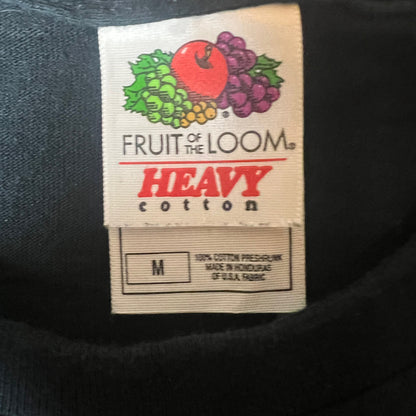 FRUIT OF THE LOOM®
HEAVY
cotton
M
100% COTTON PRESHRUNK
MADE IN HONDURAS
OF U.S.A. FABRIC